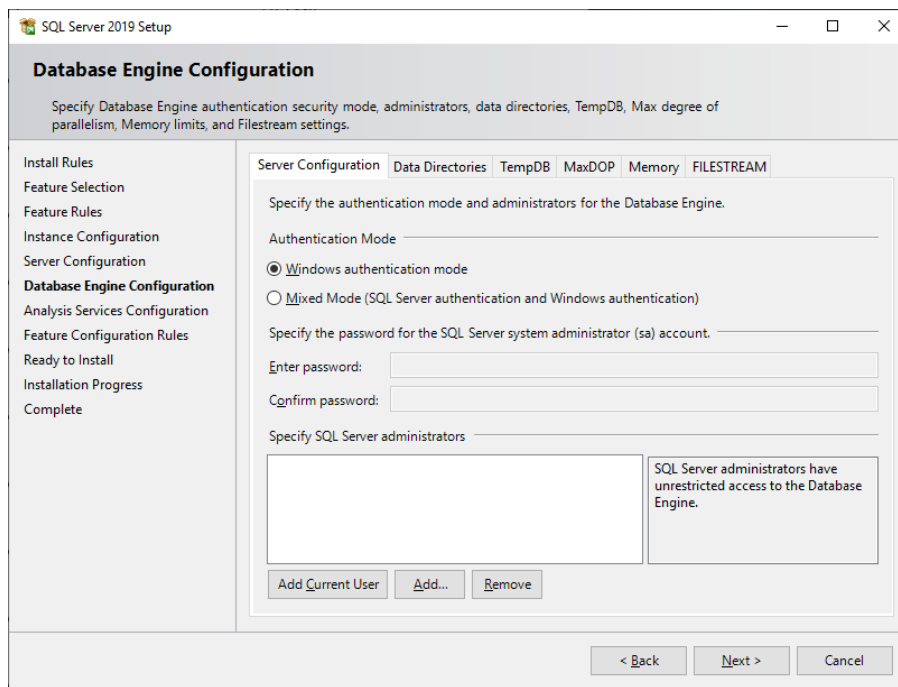 SQL Server 2019 Setup
Database Engine Configuration
Specify Database Engine authentication security mode, administrators, data directories, TempDB, Max degree of
parallelism, Memory limits, and Filestream settings.
Install Rules
Feature Selection
Feature Rules
Instance Configuration
Server Configuration
Database Engine Configuration
Analysis Services Configuration
Feature Configuration Rules
Ready to Install
Installation Progress
Complete
Server Configuration Data Directories TempDB MaxDOP Memory FILESTREAM
Specify the authentication mode and administrators for the Database Engine.
Authentication Mode
Windows authentication mode
Mixed Mode (SQL Server authentication and Windows authentication)
Specify the password for the SQL Server system administrator (sa) account.
Enter password:
Confirm password:
Specify SQL Server administrators
SQL Server administrators have
unrestricted access to the Database
Engine.
Add Current User Add... Remove
< Back Next > Cancel